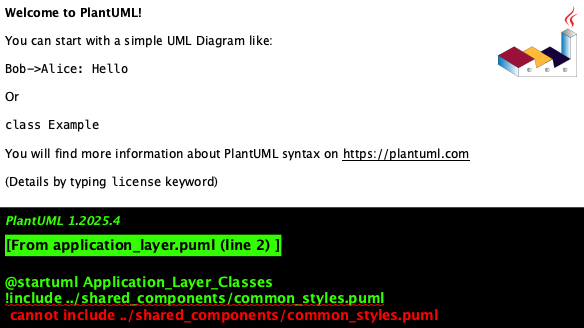 Welcome to PlantUML!
You can start with a simple UML Diagram like:
Bob->Alice: Hello
Or
class Example
You will find more information about PlantUML syntax on https://plantuml.com
(Details by typing license keyword)
PlantUML 1.2025.4
[From application_layer.puml (line 2) ]
@startuml Application_Layer_Classes
!include ../shared_components/common_styles.puml
cannot include ../shared_components/common_styles.puml